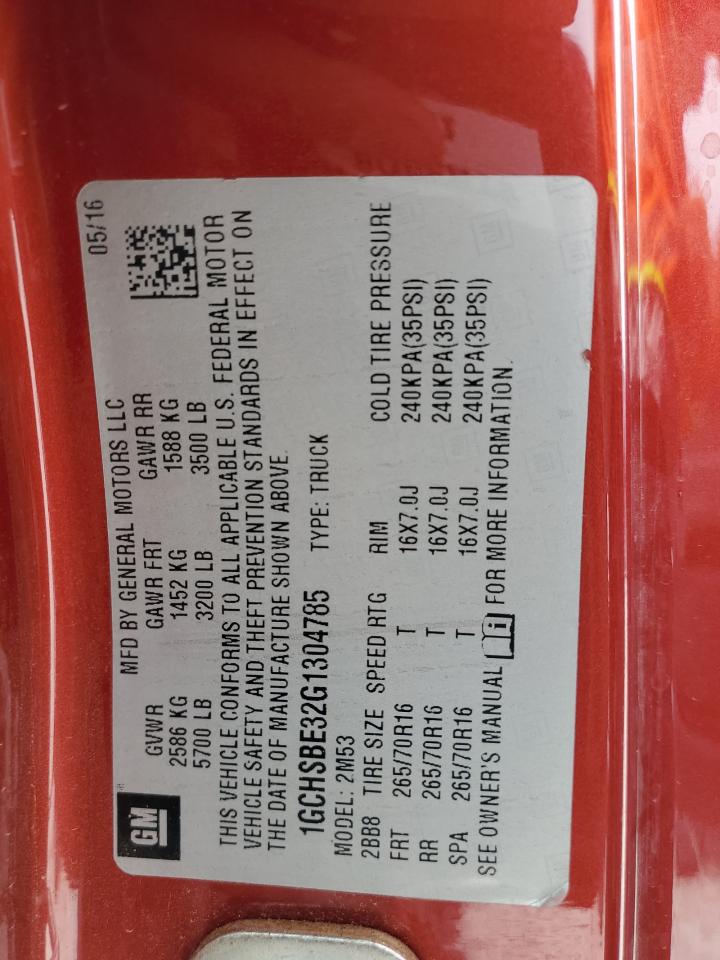 05/16
GM
MFD BY GENERAL MOTORS LLC
GVWR GAWR FRT GAWR RR
2586 KG 1452 KG 1588 KG
5700 LB 3200 LB 3500 LB
THIS VEHICLE CONFORMS TO ALL APPLICABLE U.S. FEDERAL MOTOR
VEHICLE SAFETY AND THEFT PREVENTION STANDARDS IN EFFECT ON
THE DATE OF MANUFACTURE SHOWN ABOVE.
1GCHSBE32G1304785 TYPE: TRUCK
MODEL: 2M53
2BB8 TIRE SIZE SPEED RTG RIM COLD TIRE PRESSURE
FRT 265/70R16 T 16X7.0J 240KPA(35PSI)
RR 265/70R16 T 16X7.0J 240KPA(35PSI)
SPA 265/70R16 T 16X7.0J 240KPA(35PSI)
SEE OWNER'S MANUAL i FOR MORE INFORMATION.